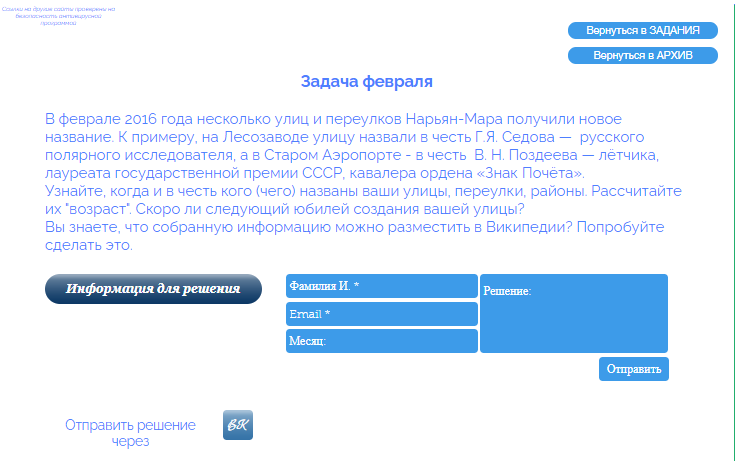 Ссылки на другие сайты проверены на
безопасность антивирусной
программой.
Вернуться в ЗАДАНИЯ
Вернуться в АРХИВ
Задача февраля
В феврале 2016 года несколько улиц и переулков Нарьян-Мара получили новое
название. К примеру, на Лесозаводе улицу назвали в честь Г.Я. Седова — русского
полярного исследователя, а в Старом Аэропорте - в честь В. Н. Поздеева — лётчика,
лауреата государственной премии СССР, кавалера ордена «Знак Почёта».
Узнайте, когда и в честь кого (чего) названы ваши улицы, переулки, районы. Рассчитайте
их "возраст". Скоро ли следующий юбилей создания вашей улицы?
Вы знаете, что собранную информацию можно разместить в Википедии? Попробуйте
сделать это.
Информация для решения
Фамилия И. *
Email *
Месяц:
Решение:
Отправить
Отправить решение
через
ВК